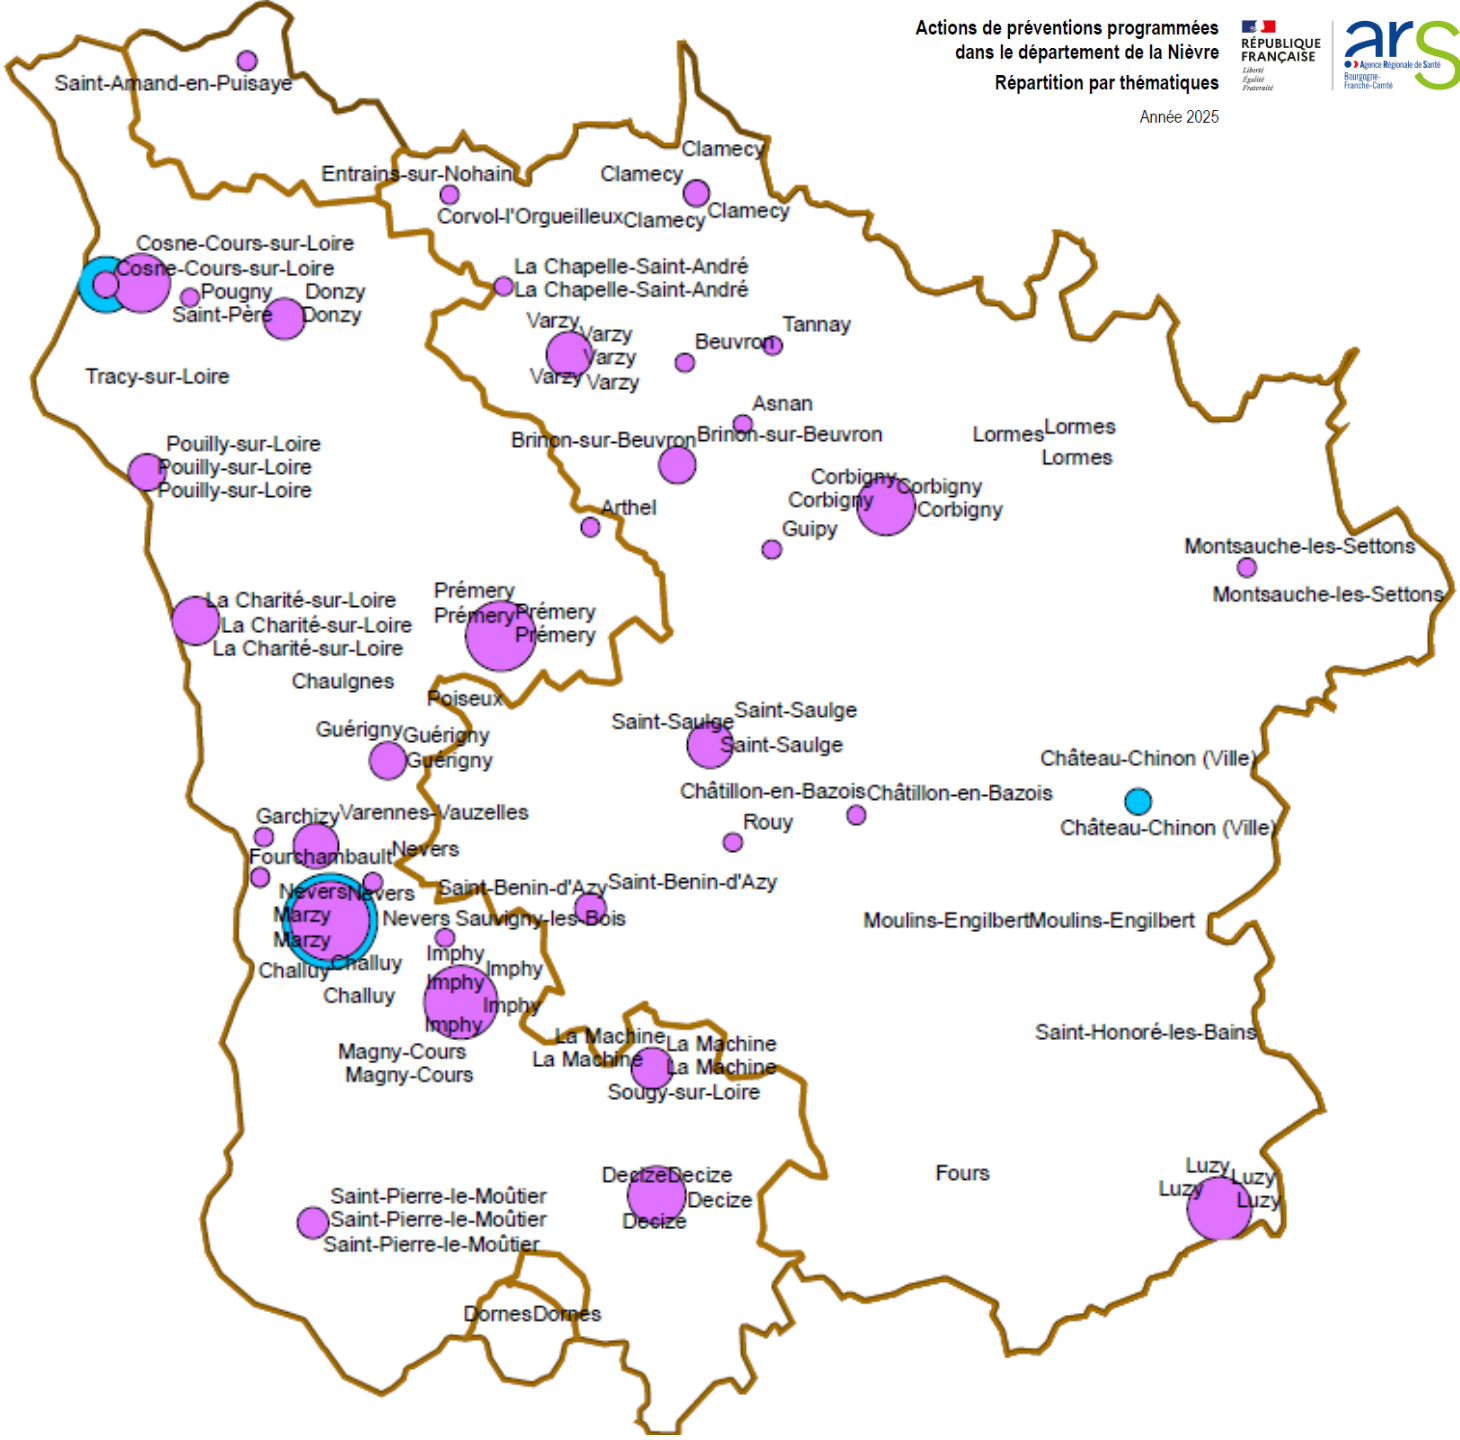 Actions de préventions programmées
dans le département de la Nièvre
Répartition par thématiques
Année 2025
RÉPUBLIQUE
FRANÇAISE
Liberté
Égalité
Fraternité
ars
Agence Régionale de Santé
Bourgogne-
Franche-Comté
Saint-Amand-en-Puisaye
Clamecy
Entrains-sur-Nohain
Clamecy
Corvol-l'Orgueilleux
Clamecy
Clamecy
Cosne-Cours-sur-Loire
Cosne-Cours-sur-Loire
La Chapelle-Saint-André
La Chapelle-Saint-André
Pougny
Donzy
Saint-Père
Donzy
Varzy
Varzy
Varzy
Varzy
Varzy
Beuvron
Tannay
Tracy-sur-Loire
Asnan
Brinon-sur-Beuvron
Brinon-sur-Beuvron
Lormes
Lormes
Lormes
Pouilly-sur-Loire
Pouilly-sur-Loire
Pouilly-sur-Loire
Corbigny
Corbigny
Corbigny
Corbigny
Arthel
Guipy
Montsauche-les-Settons
Montsauche-les-Settons
La Charité-sur-Loire
La Charité-sur-Loire
La Charité-sur-Loire
Prémery
Prémery
Prémery
Prémery
Chaulgnes
Poiseux
Guérigny
Guérigny
Guérigny
Saint-Saulge
Saint-Saulge
Saint-Saulge
Château-Chinon (Ville)
Château-Chinon (Ville)
Châtillon-en-Bazois
Châtillon-en-Bazois
Rouy
Garchizy
Varennes-Vauzelles
Fourchambault
Nevers
Nevers
Nevers
Saint-Benin-d'Azy
Saint-Benin-d'Azy
Marzy
Nevers
Sauvigny-les-Bois
Marzy
Moulins-Engilbert
Moulins-Engilbert
Challuy
Challuy
Challuy
Imphy
Imphy
Imphy
Imphy
Imphy
Magny-Cours
Magny-Cours
La Machine
La Machine
La Machine
La Machine
Sougy-sur-Loire
Saint-Honoré-les-Bains
Decize
Decize
Decize
Decize
Fours
Luzy
Luzy
Luzy
Luzy
Saint-Pierre-le-Moûtier
Saint-Pierre-le-Moûtier
Saint-Pierre-le-Moûtier
Dornes
Dornes